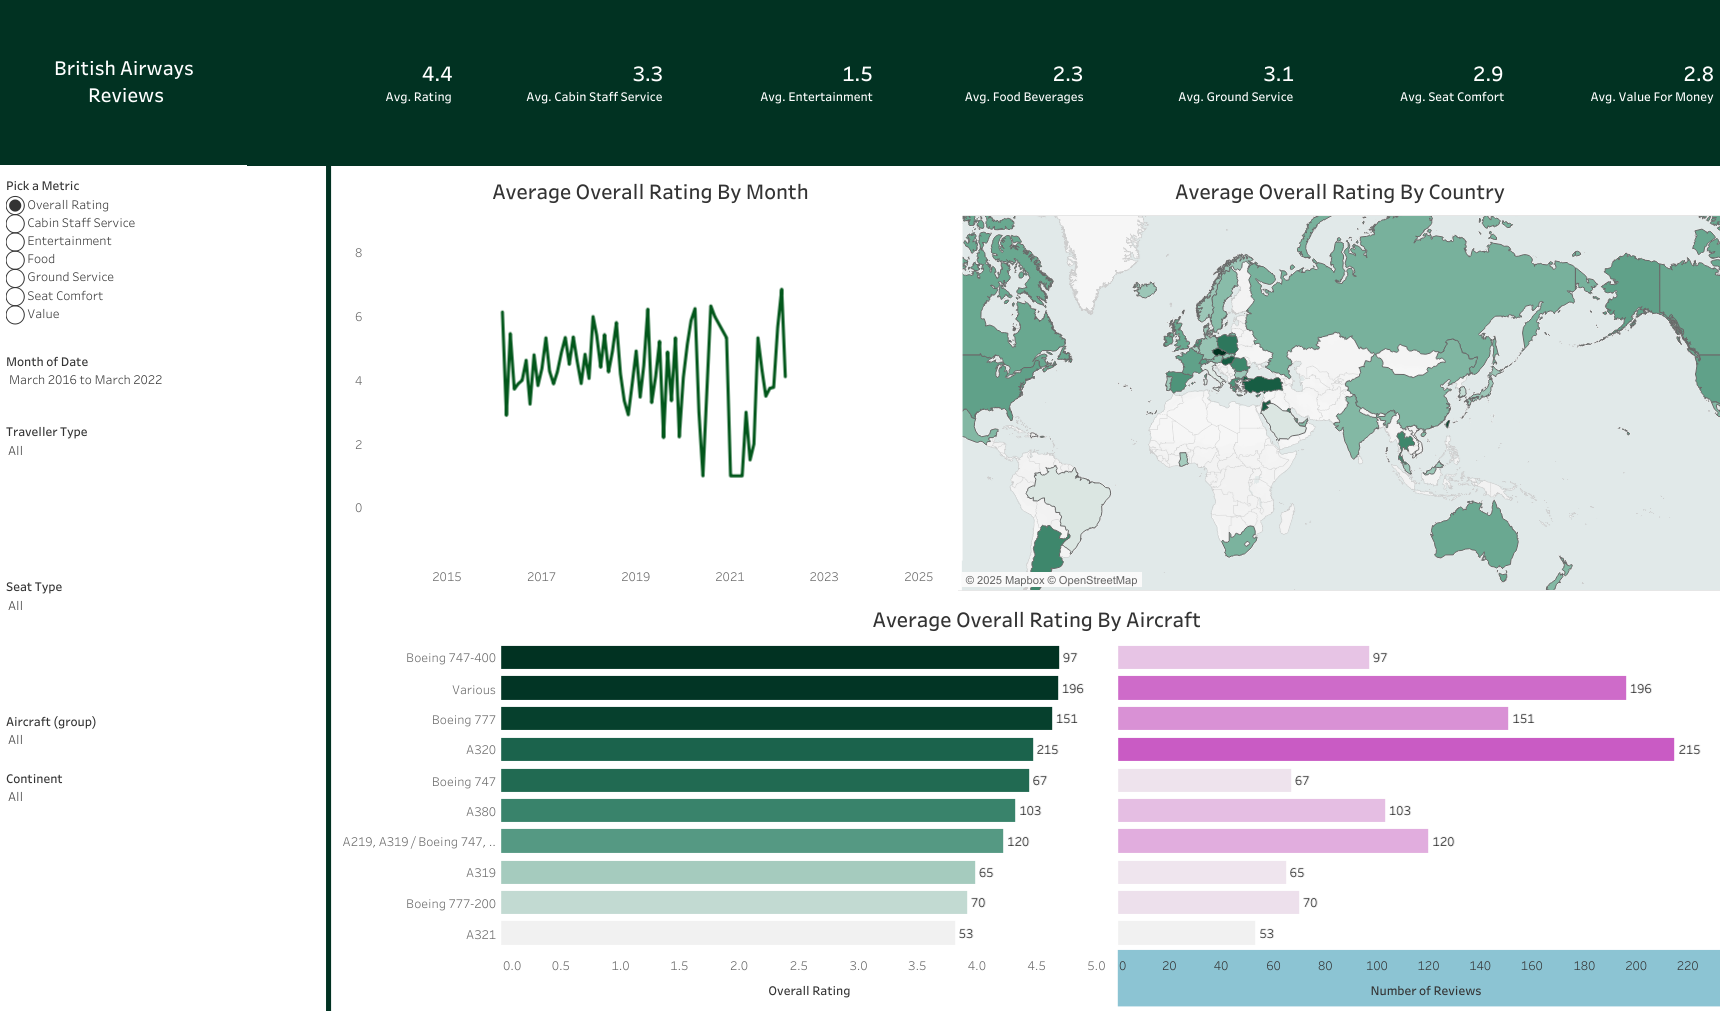 British Airways
Reviews
4.4
Avg. Rating
3.3
Avg. Cabin Staff Service
1.5
Avg. Entertainment
2.3
Avg. Food Beverages
3.1
Avg. Ground Service
2.9
Avg. Seat Comfort
2.8
Avg. Value For Money
Pick a Metric
Overall Rating
Cabin Staff Service
Entertainment
Food
Ground Service
Seat Comfort
Value
Month of Date
March 2016 to March 2022
Traveller Type
All
Seat Type
All
Aircraft (group)
All
Continent
All
Average Overall Rating By Month
8
6
4
2
0
2015 2017 2019 2021 2023 2025
Average Overall Rating By Country
© 2025 Mapbox © OpenStreetMap
Average Overall Rating By Aircraft
Boeing 747-400 97 97
Various 196 196
Boeing 777 151 151
A320 215 215
Boeing 747 67 67
A380 103 103
A219, A319 / Boeing 747, .. 120 120
A319 65 65
Boeing 777-200 70 70
A321 53 53
0.0 0.5 1.0 1.5 2.0 2.5 3.0 3.5 4.0 4.5 5.0
Overall Rating
0 20 40 60 80 100 120 140 160 180 200 220
Number of Reviews